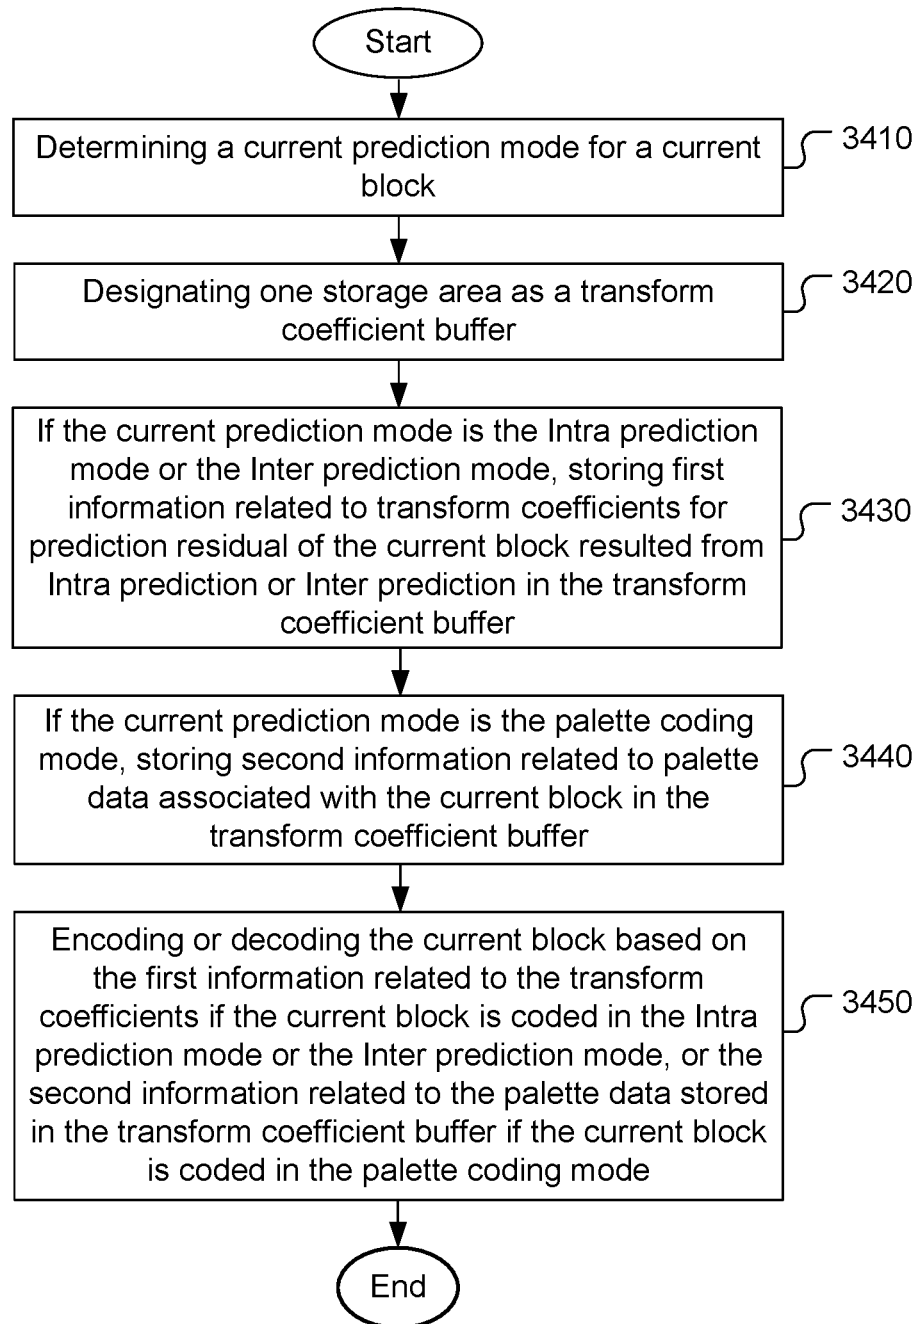 Start
Determining a current prediction mode for a current
block
3410
Designating one storage area as a transform
coefficient buffer
3420
If the current prediction mode is the Intra prediction
mode or the Inter prediction mode, storing first
information related to transform coefficients for
prediction residual of the current block resulted from
Intra prediction or Inter prediction in the transform
coefficient buffer
3430
If the current prediction mode is the palette coding
mode, storing second information related to palette
data associated with the current block in the
transform coefficient buffer
3440
Encoding or decoding the current block based on
the first information related to the transform
coefficients if the current block is coded in the Intra
prediction mode or the Inter prediction mode, or the
second information related to the palette data stored
in the transform coefficient buffer if the current block
is coded in the palette coding mode
3450
End